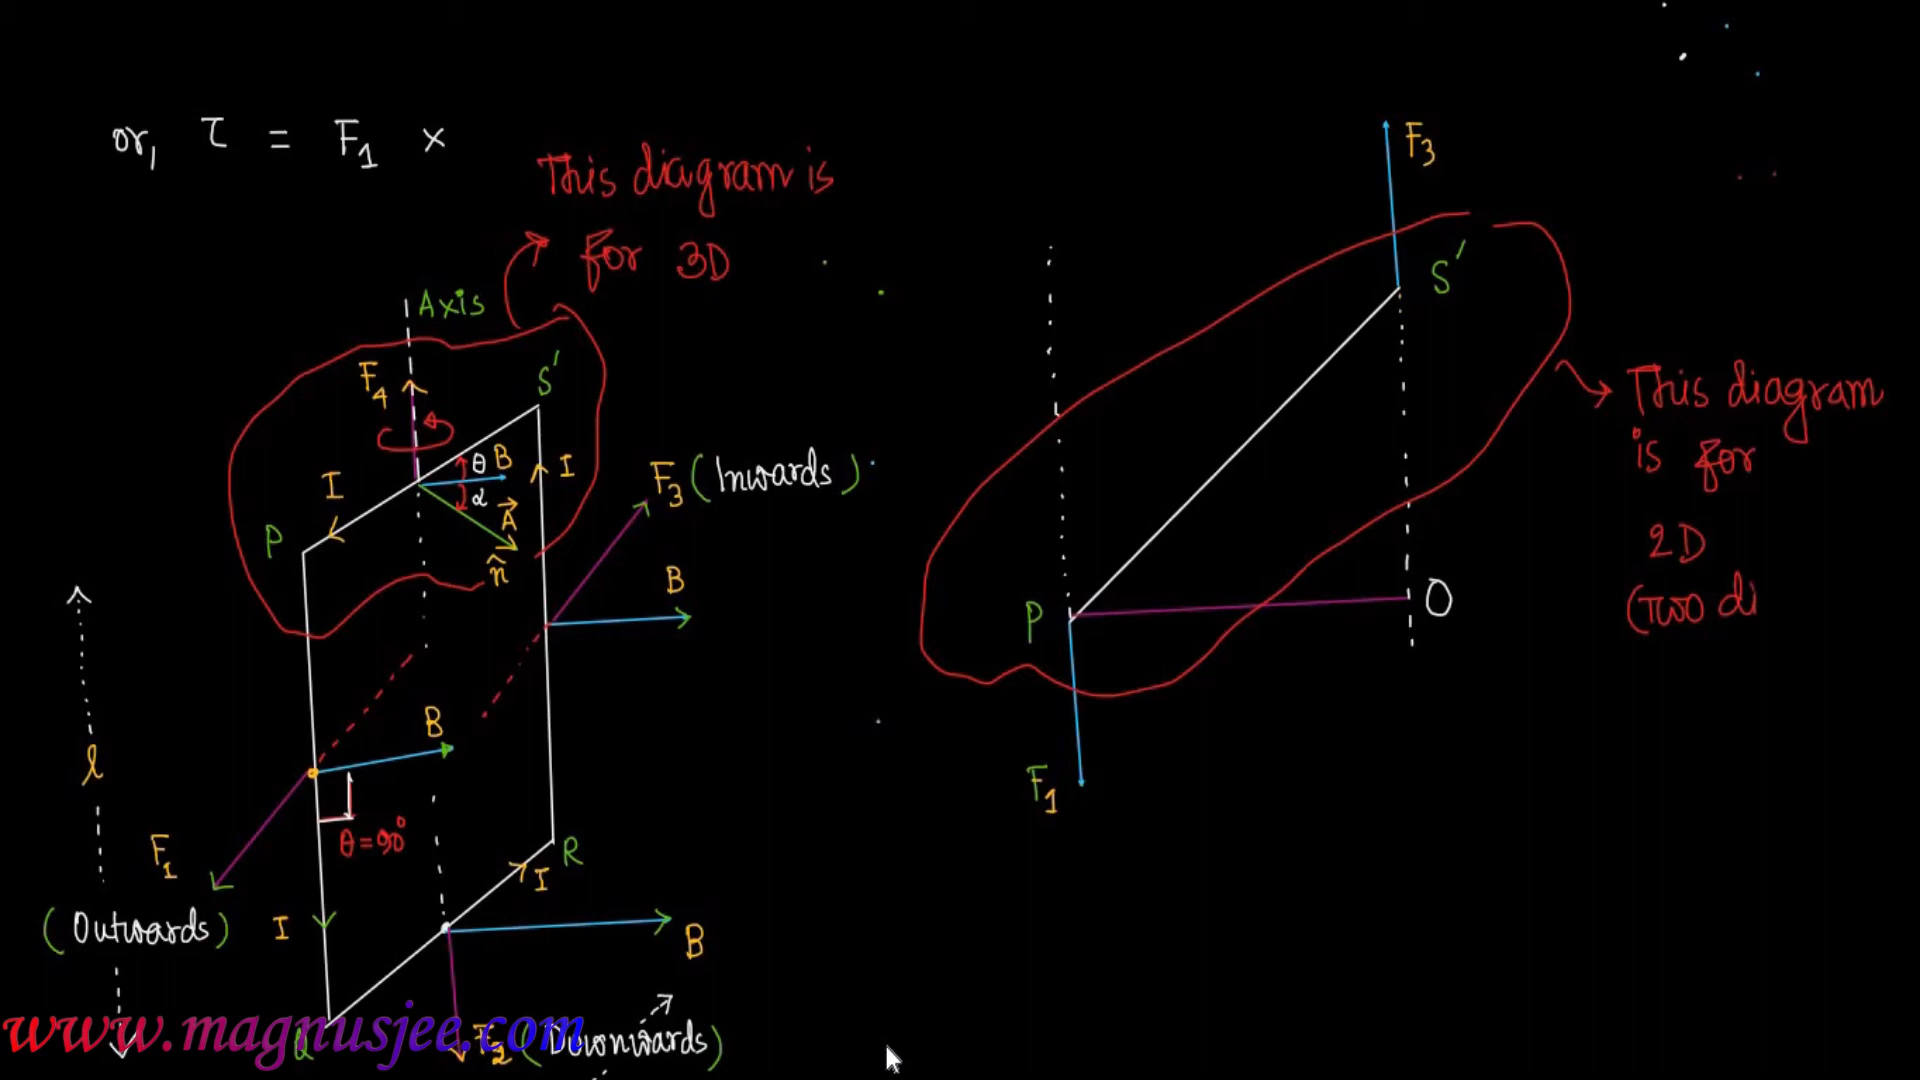 or, τ = F1 ×
This diagram is
for 3D
Axis
F4
S'
θ B
α
I
I
P
A
n̂
F3 (Inwards)
B
l
B
θ = 90°
F1
(Outwards)
I
R
I
B
Q
F2 (Downwards)
F3
S'
P
O
F1
This diagram
is for
2D
(Two di
www.magnusjee.com